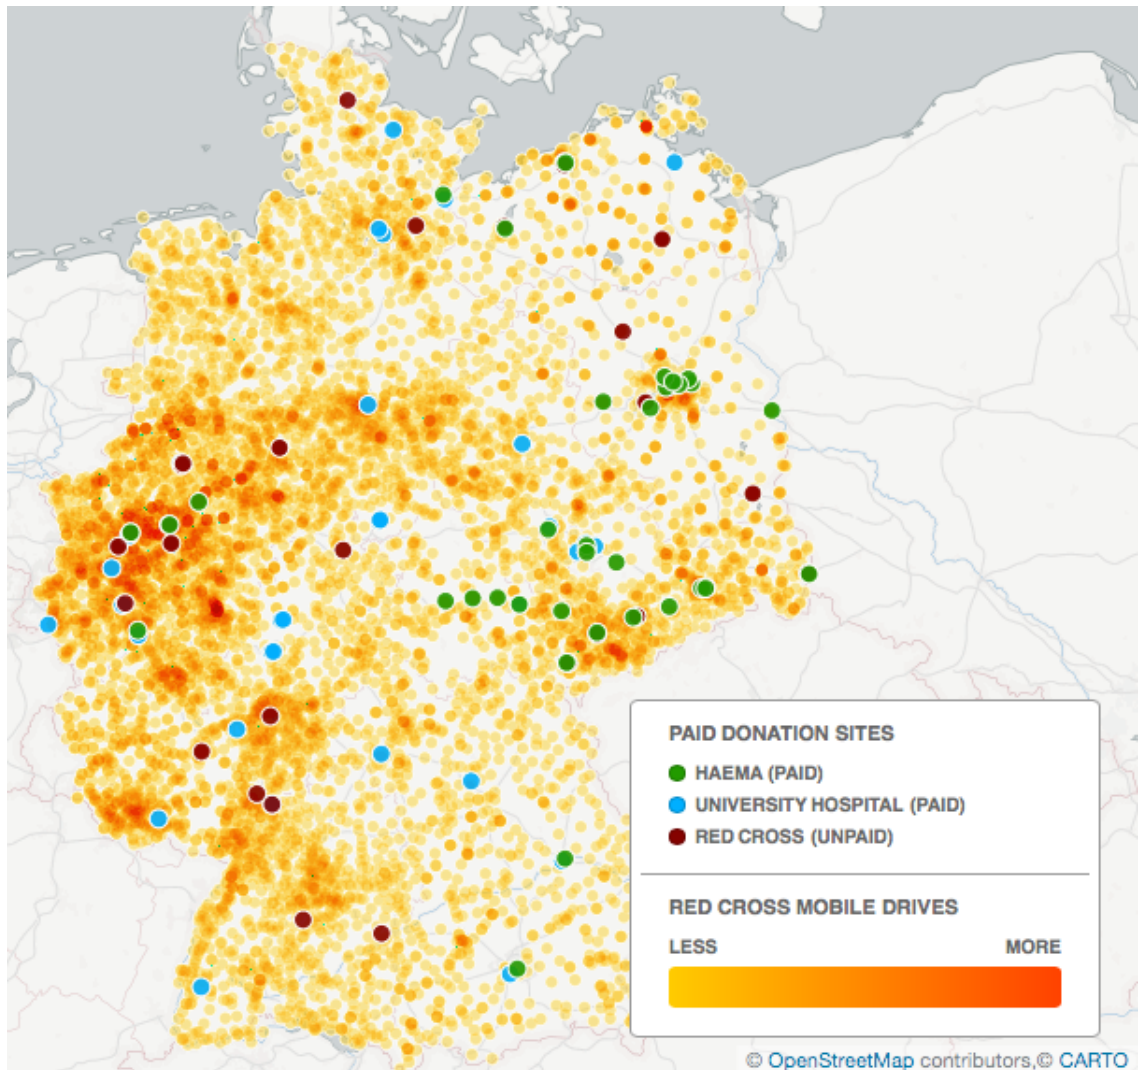 PAID DONATION SITES
HAEMA (PAID)
UNIVERSITY HOSPITAL (PAID)
RED CROSS (UNPAID)
RED CROSS MOBILE DRIVES
LESS MORE
© OpenStreetMap contributors,© CARTO